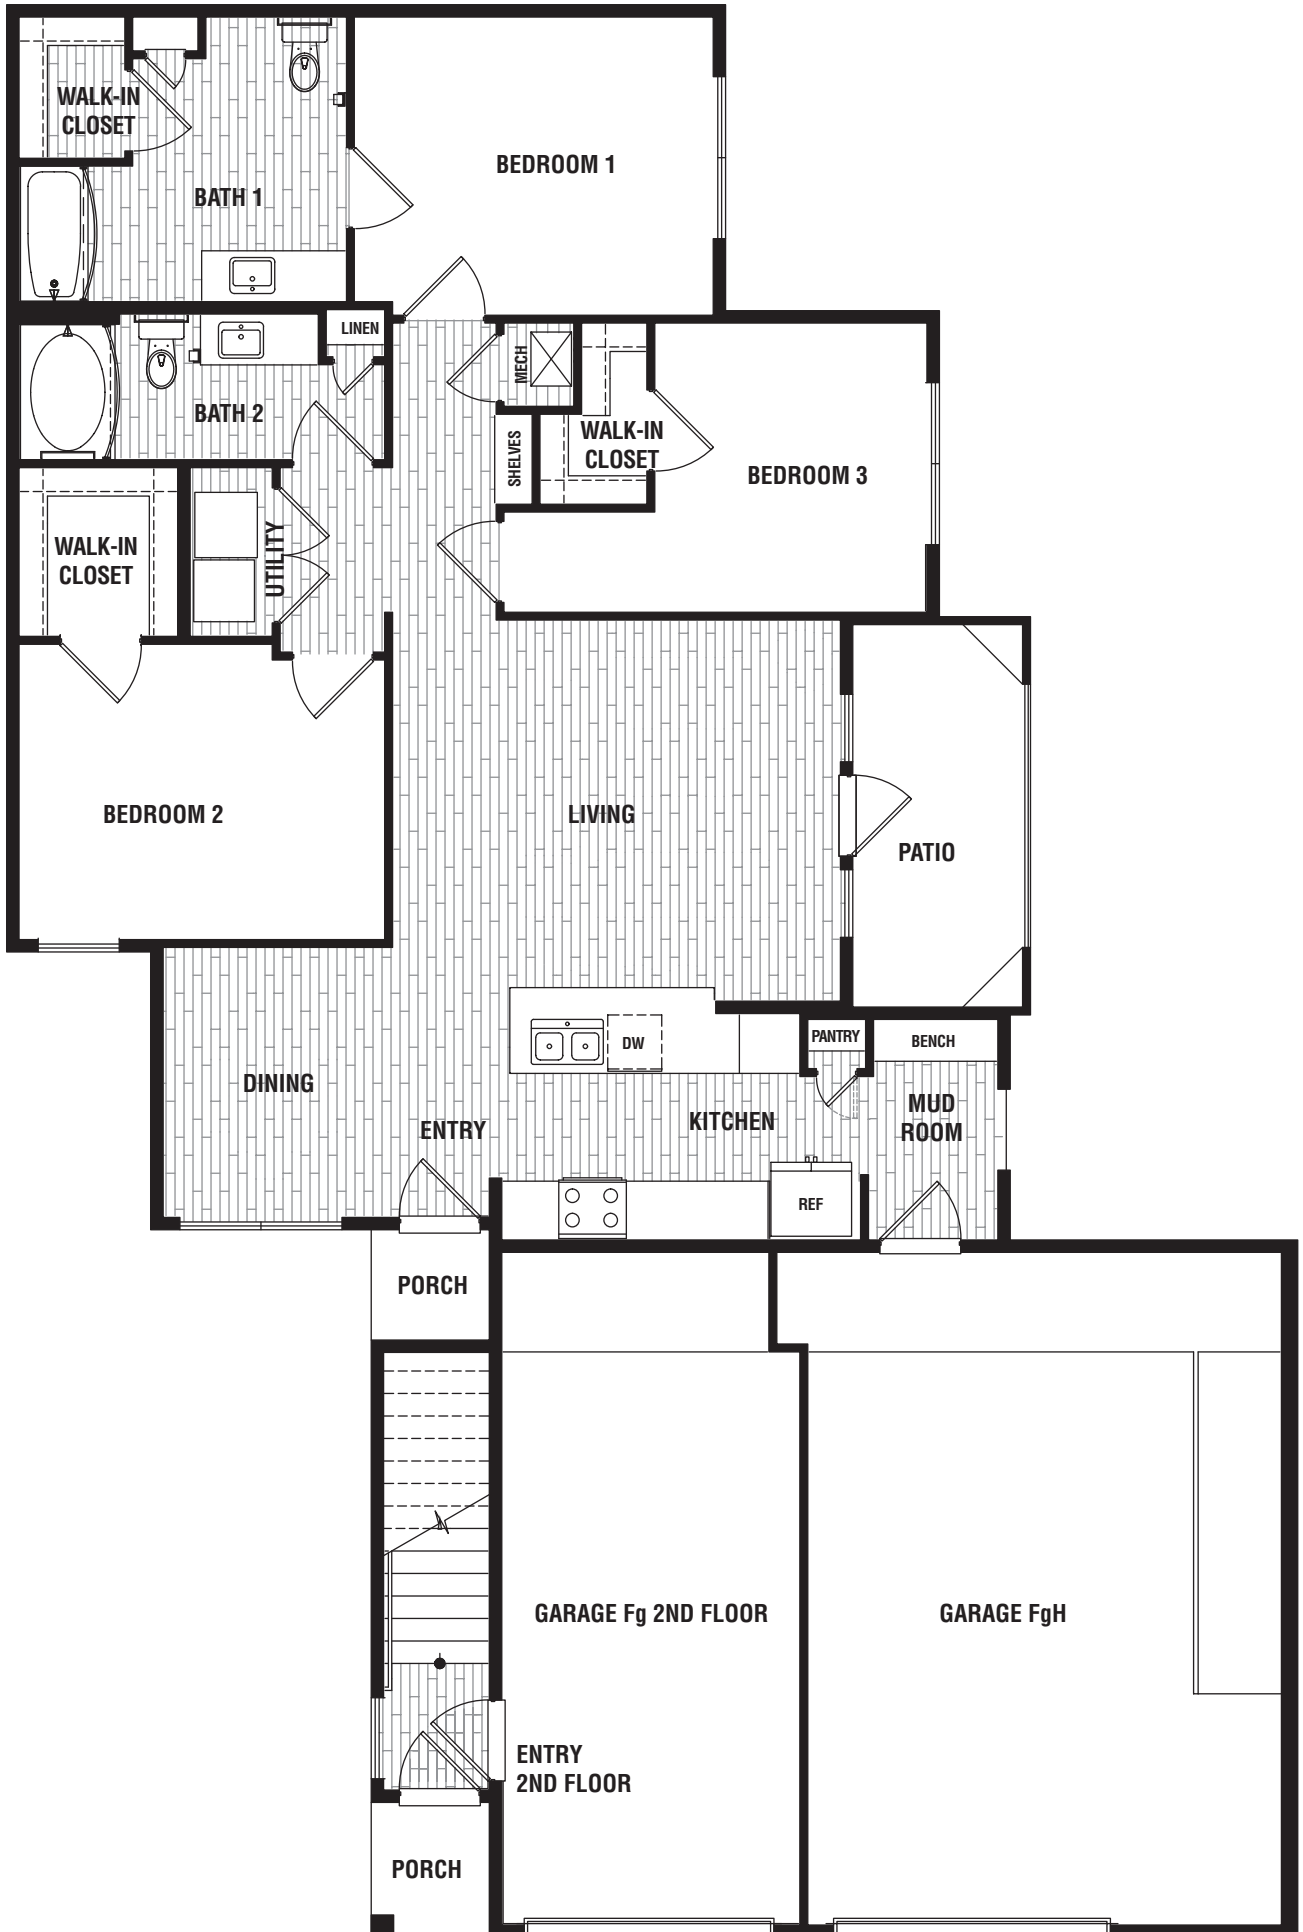 WALK-IN
CLOSET
BEDROOM 1
BATH 1
LINEN
MECH
BATH 2
WALK-IN
CLOSET
SHELVES
BEDROOM 3
WALK-IN
CLOSET
UTILITY
BEDROOM 2
LIVING
PATIO
DW
PANTRY
BENCH
DINING
MUD
ROOM
KITCHEN
ENTRY
REF
PORCH
GARAGE Fg 2ND FLOOR
GARAGE FgH
ENTRY
2ND FLOOR
PORCH